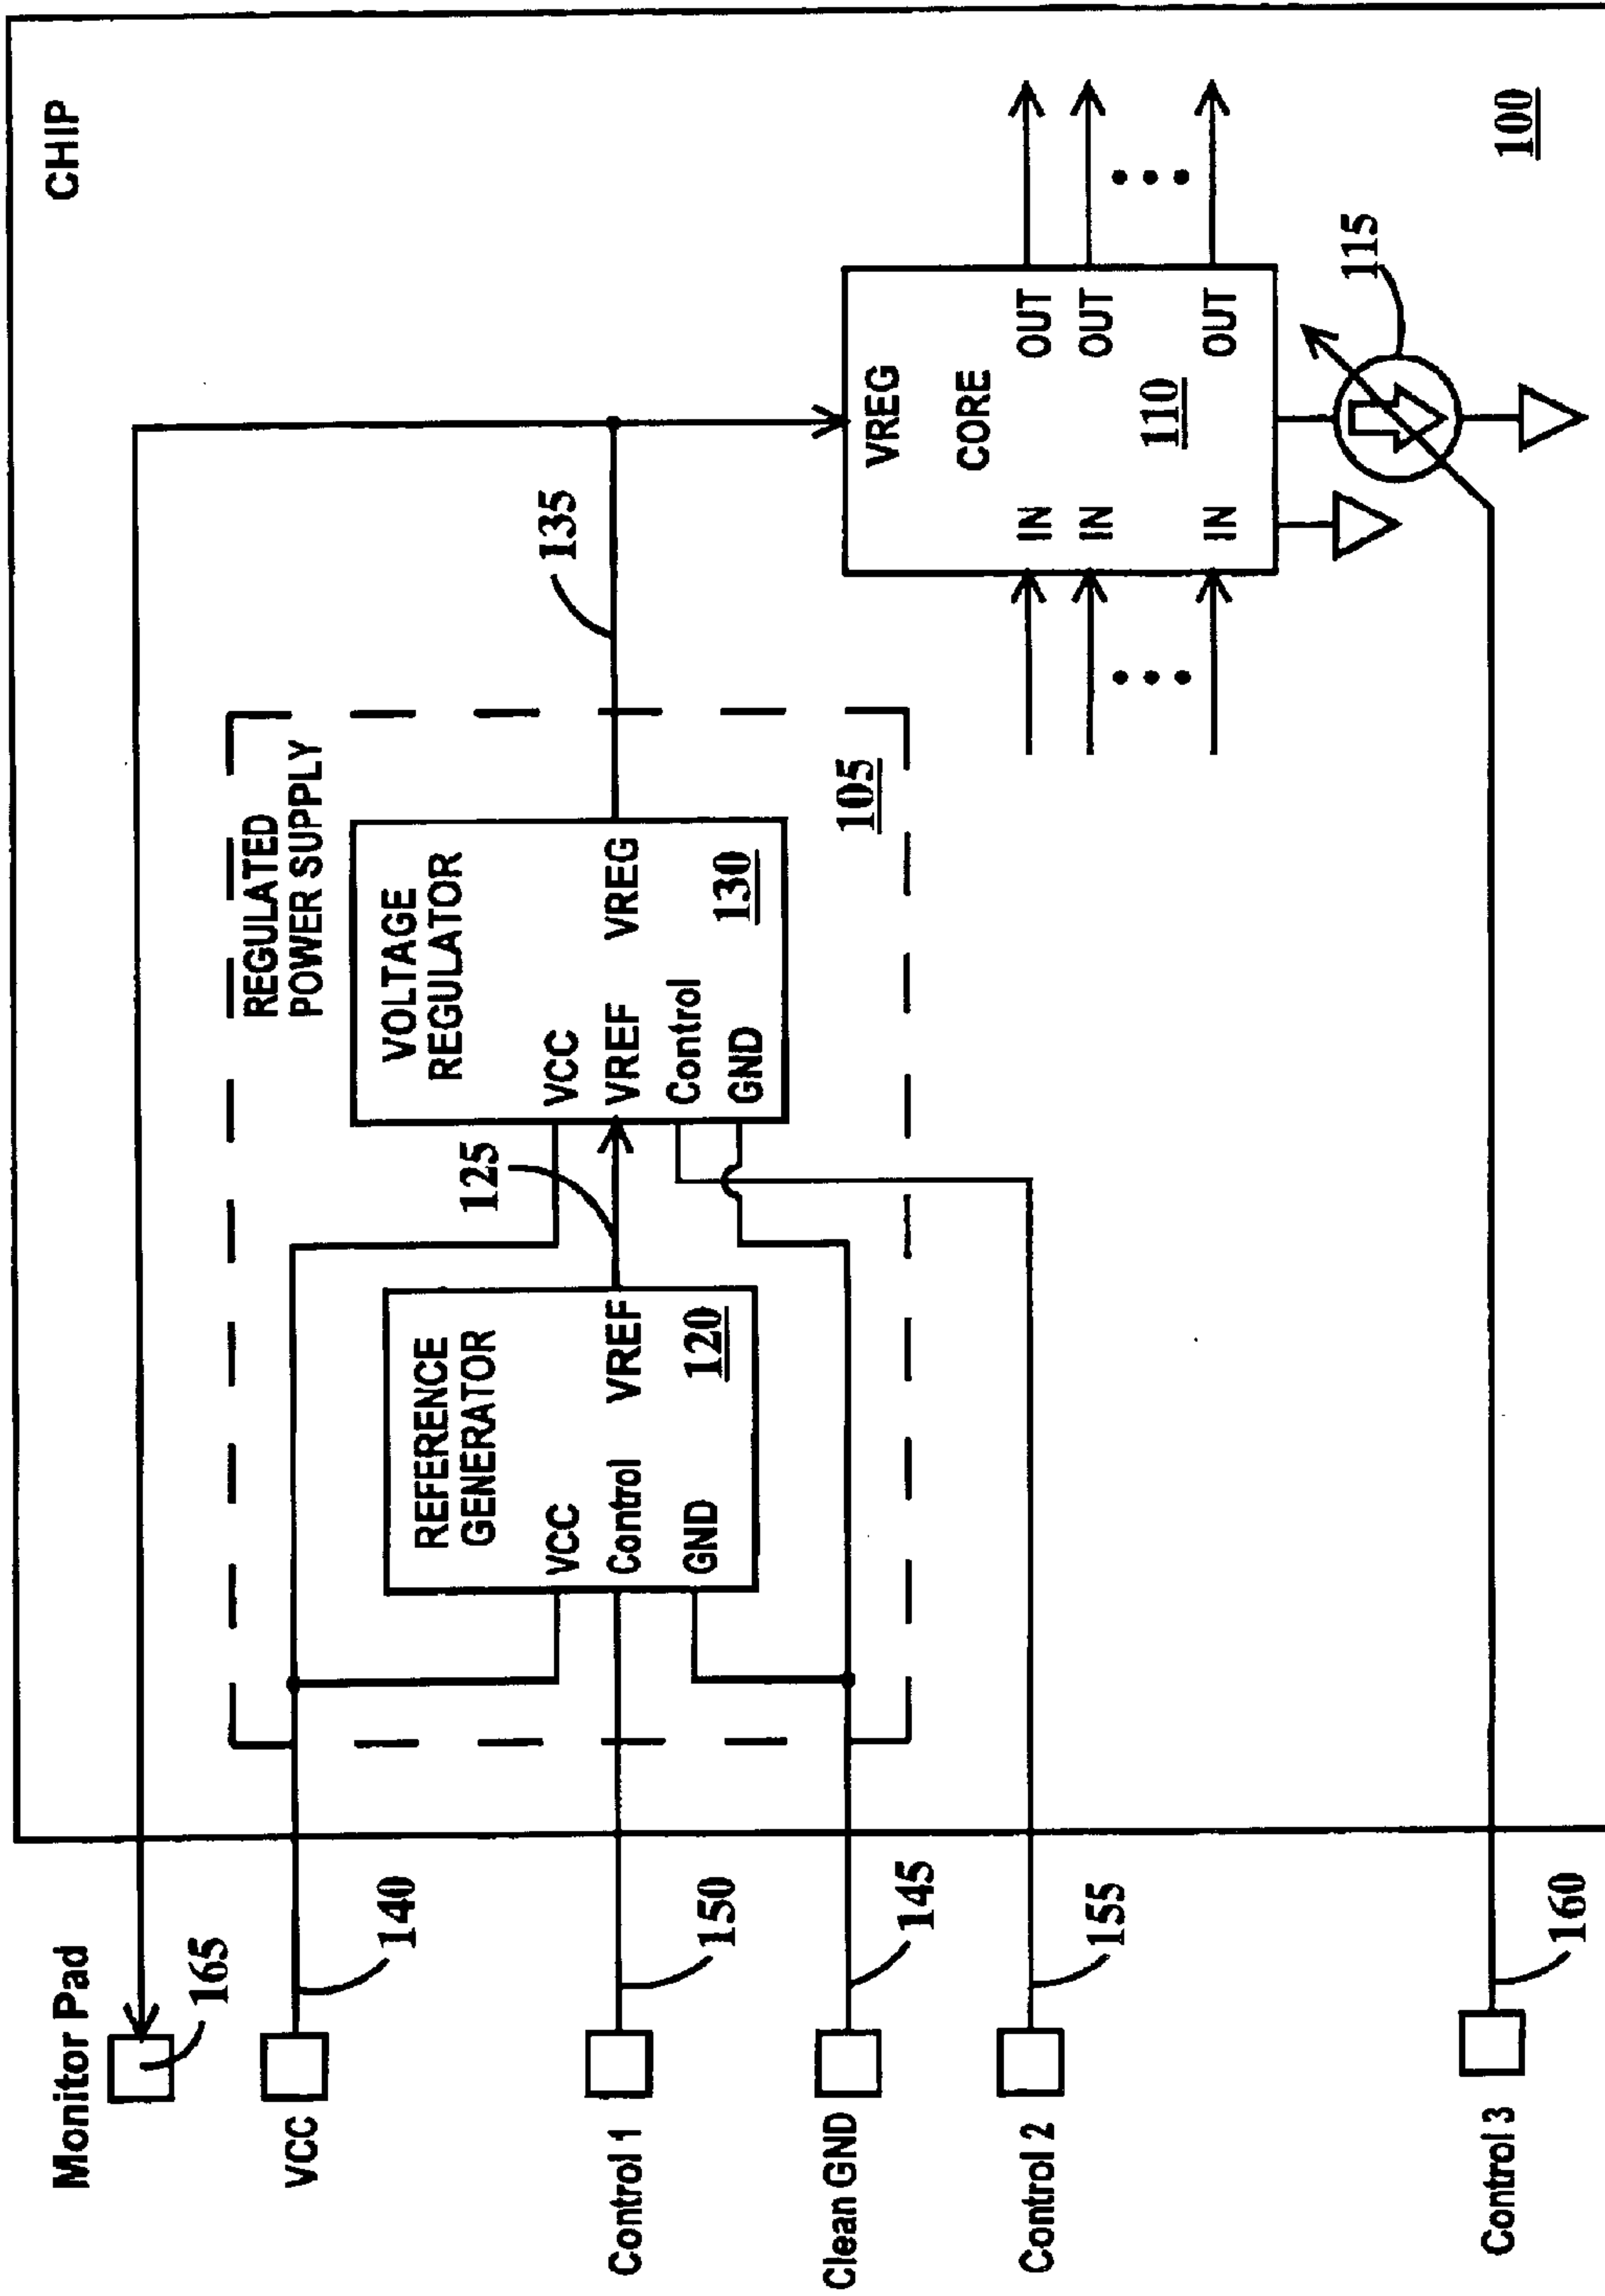 CHIP
100
REGULATED
POWER SUPPLY
105
REFERENCE
GENERATOR
VCC
Control
VREF
GND
120
125
VOLTAGE
REGULATOR
VCC
VREF
VREG
Control
GND
130
135
VREG
CORE
IN
OUT
IN
OUT
110
IN
OUT
115
Monitor Pad
165
VCC
140
Control 1
150
Clean GND
145
Control 2
155
Control 3
160